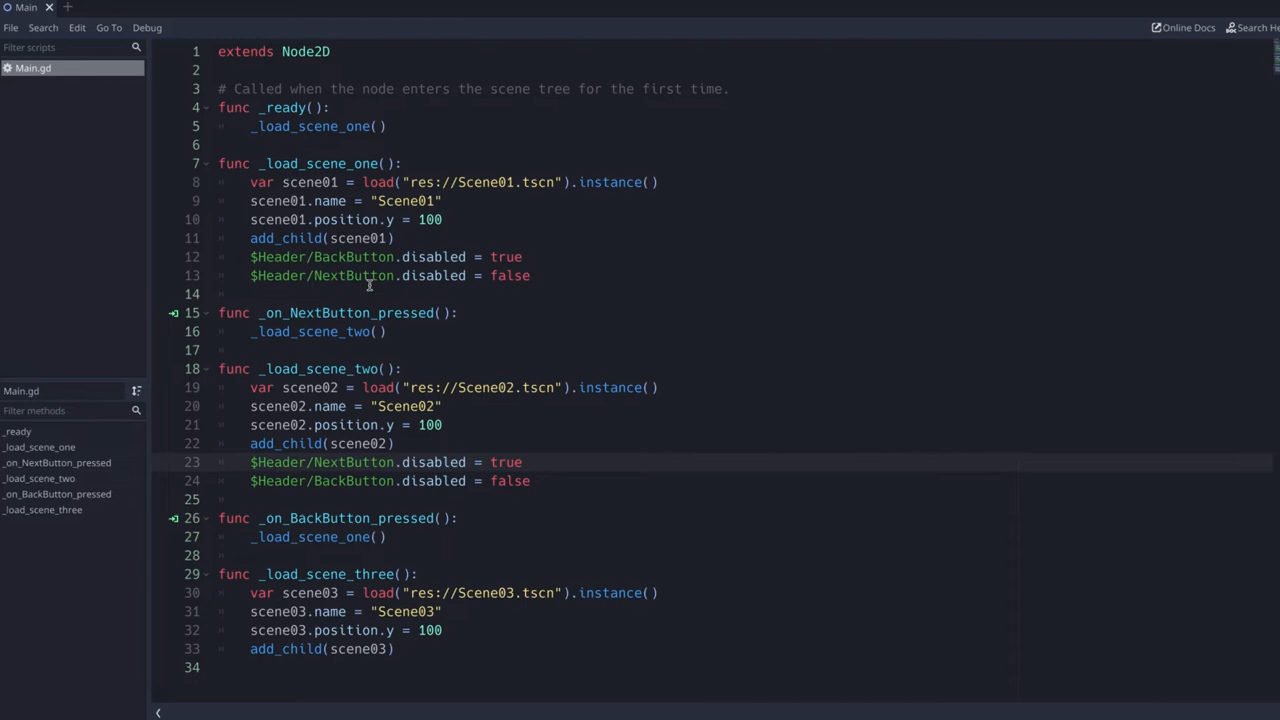 Main
File Search Edit Go To Debug
Online Docs Search He
Filter scripts
Main.gd
Main.gd
Filter methods
_ready
_load_scene_one
_on_NextButton_pressed
_load_scene_two
_on_BackButton_pressed
_load_scene_three
1 extends Node2D
2
3 # Called when the node enters the scene tree for the first time.
4 func _ready():
5 _load_scene_one()
6
7 func _load_scene_one():
8 var scene01 = load("res://Scene01.tscn").instance()
9 scene01.name = "Scene01"
10 scene01.position.y = 100
11 add_child(scene01)
12 $Header/BackButton.disabled = true
13 $Header/NextButton.disabled = false
14
15 func _on_NextButton_pressed():
16 _load_scene_two()
17
18 func _load_scene_two():
19 var scene02 = load("res://Scene02.tscn").instance()
20 scene02.name = "Scene02"
21 scene02.position.y = 100
22 add_child(scene02)
23 $Header/NextButton.disabled = true
24 $Header/BackButton.disabled = false
25
26 func _on_BackButton_pressed():
27 _load_scene_one()
28
29 func _load_scene_three():
30 var scene03 = load("res://Scene03.tscn").instance()
31 scene03.name = "Scene03"
32 scene03.position.y = 100
33 add_child(scene03)
34